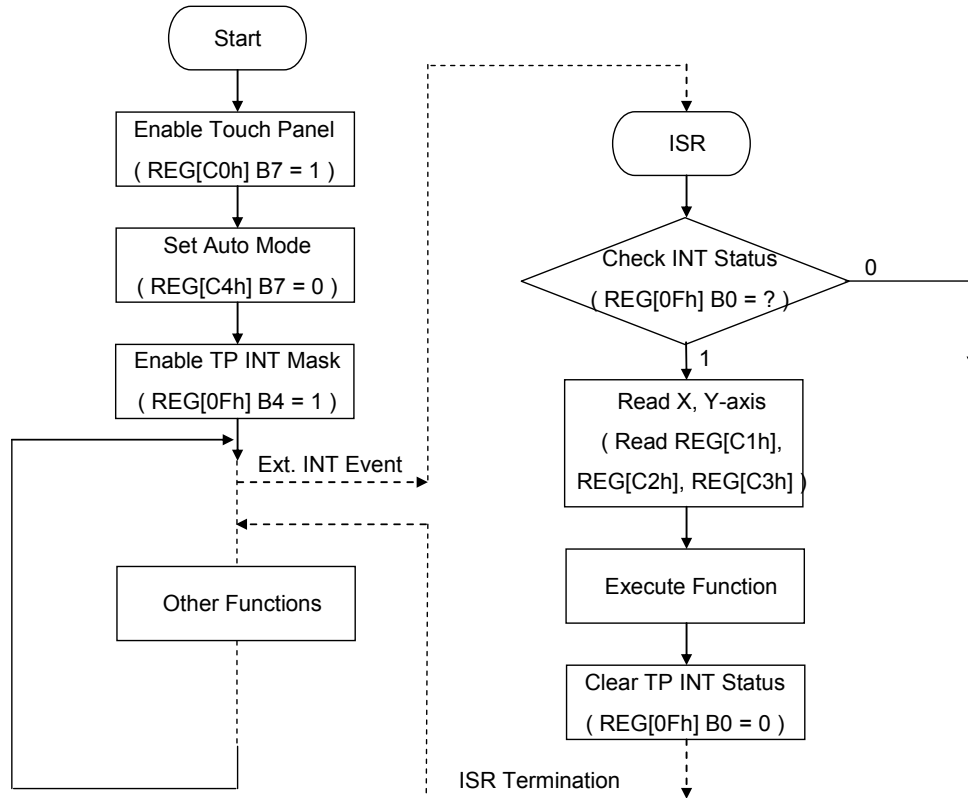 Start
Enable Touch Panel
( REG[C0h] B7 = 1 )
Set Auto Mode
( REG[C4h] B7 = 0 )
Enable TP INT Mask
( REG[0Fh] B4 = 1 )
Ext. INT Event
Other Functions
ISR
Check INT Status
( REG[0Fh] B0 = ? )
0
1
Read X, Y-axis
( Read REG[C1h],
REG[C2h], REG[C3h] )
Execute Function
Clear TP INT Status
( REG[0Fh] B0 = 0 )
ISR Termination